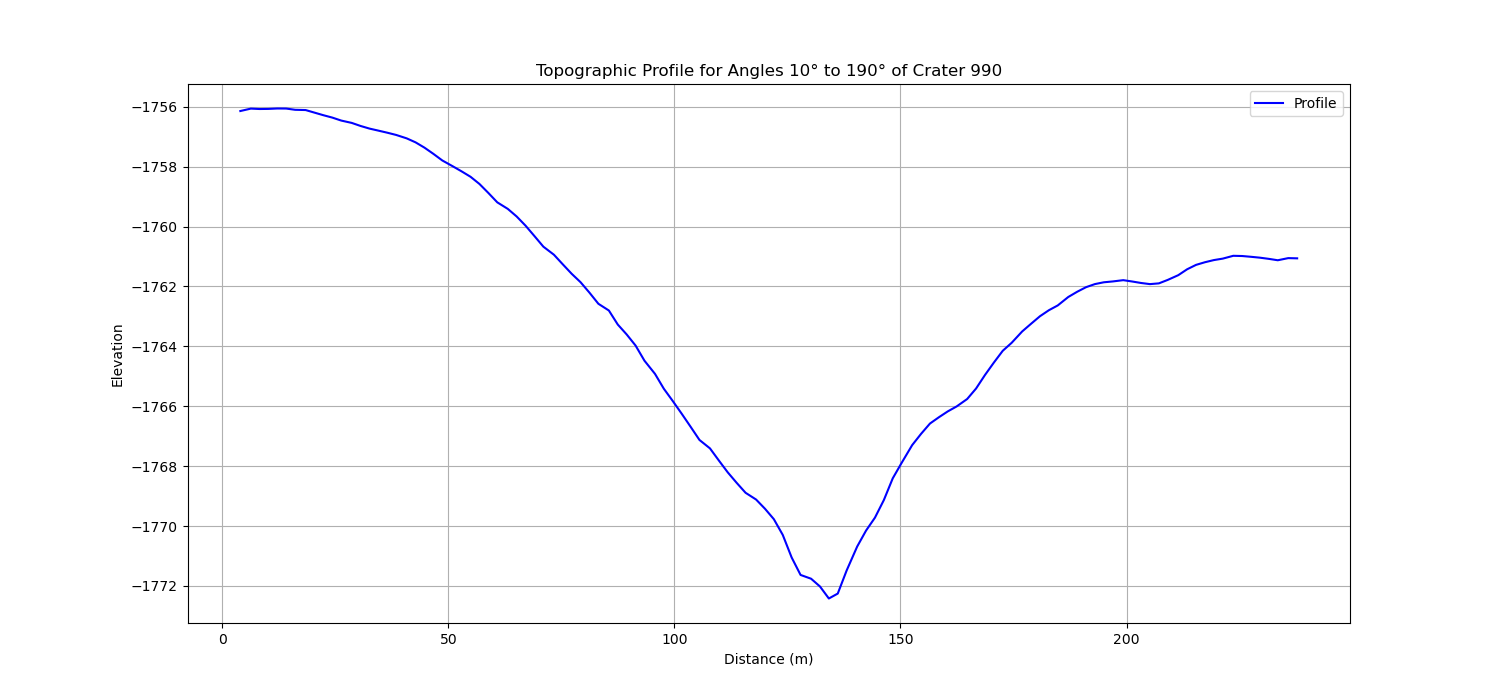 Topographic Profile for Angles 10° to 190° of Crater 990
Profile
−1756
−1758
−1760
−1762
−1764
−1766
−1768
−1770
−1772
Elevation
0 50 100 150 200
Distance (m)